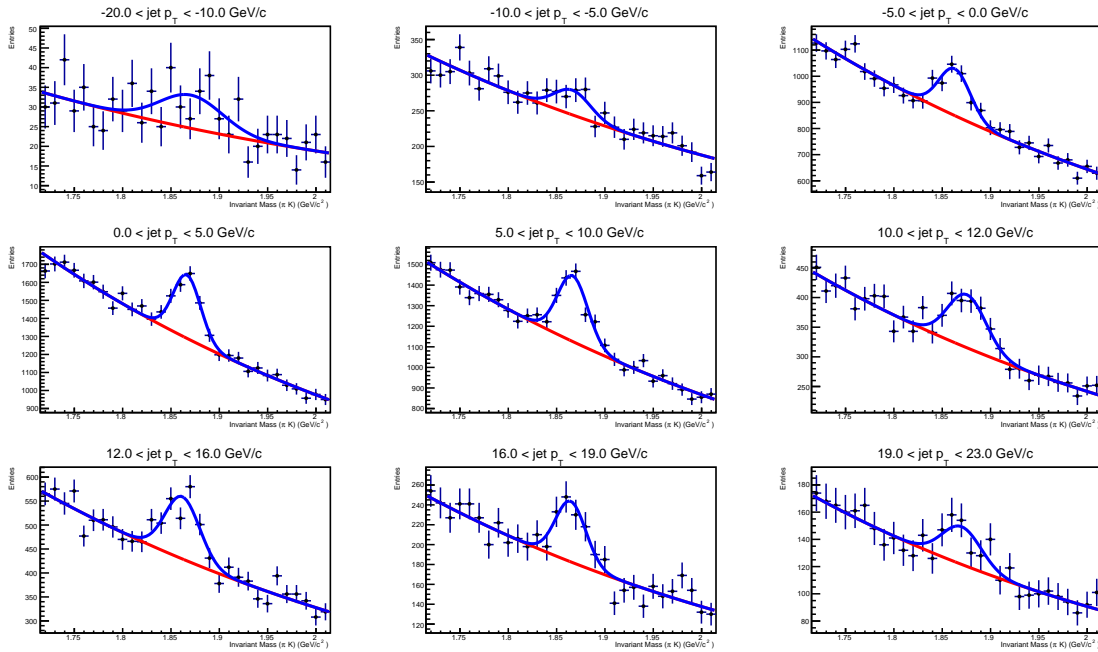 -20.0 < jet p_T < -10.0 GeV/c
Entries
50
45
40
35
30
25
20
15
10
1.75 1.8 1.85 1.9 1.95 2
Invariant Mass (π K) (GeV/c²)
-10.0 < jet p_T < -5.0 GeV/c
Entries
350
300
250
200
150
1.75 1.8 1.85 1.9 1.95 2
Invariant Mass (π K) (GeV/c²)
-5.0 < jet p_T < 0.0 GeV/c
Entries
1100
1000
900
800
700
600
1.75 1.8 1.85 1.9 1.95 2
Invariant Mass (π K) (GeV/c²)
0.0 < jet p_T < 5.0 GeV/c
Entries
1700
1600
1500
1400
1300
1200
1100
1000
900
1.75 1.8 1.85 1.9 1.95 2
Invariant Mass (π K) (GeV/c²)
5.0 < jet p_T < 10.0 GeV/c
Entries
1500
1400
1300
1200
1100
1000
900
800
1.75 1.8 1.85 1.9 1.95 2
Invariant Mass (π K) (GeV/c²)
10.0 < jet p_T < 12.0 GeV/c
Entries
450
400
350
300
250
1.75 1.8 1.85 1.9 1.95 2
Invariant Mass (π K) (GeV/c²)
12.0 < jet p_T < 16.0 GeV/c
Entries
600
550
500
450
400
350
300
1.75 1.8 1.85 1.9 1.95 2
Invariant Mass (π K) (GeV/c²)
16.0 < jet p_T < 19.0 GeV/c
Entries
260
240
220
200
180
160
140
120
1.75 1.8 1.85 1.9 1.95 2
Invariant Mass (π K) (GeV/c²)
19.0 < jet p_T < 23.0 GeV/c
Entries
180
160
140
120
100
80
1.75 1.8 1.85 1.9 1.95 2
Invariant Mass (π K) (GeV/c²)